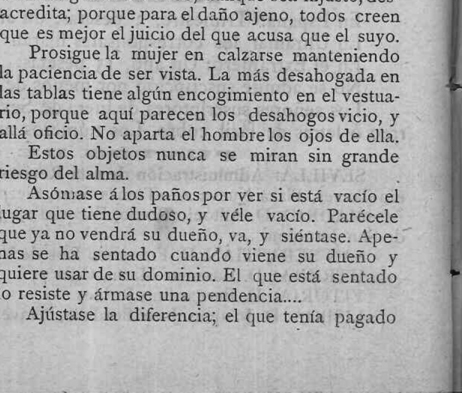 acredita; porque para el daño ajeno, todos creen
que es mejor el juicio del que acusa que el suyo.
Prosigue la mujer en calzarse manteniendo
la paciencia de ser vista. La más desahogada en
las tablas tiene algún encogimiento en el vestua-
rio, porque aquí parecen los desahogos vicio, y
allá oficio. No aparta el hombre los ojos de ella.
Estos objetos nunca se miran sin grande
riesgo del alma.
Asómase á los paños por ver si está vacío el
lugar que tiene dudoso, y véle vacío. Parécele
que ya no vendrá su dueño, va, y siéntase. Ape-
nas se ha sentado cuando viene su dueño y
quiere usar de su dominio. El que está sentado
lo resiste y ármase una pendencia....
Ajústase la diferencia; el que tenía pagado